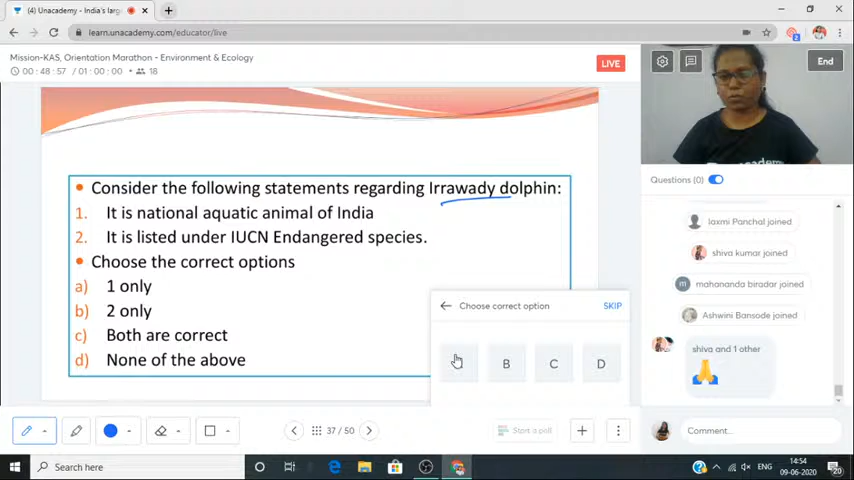 (4) Unacademy - India's larg
learn.unacademy.com/educator/live
Mission-KAS, Orientation Marathon - Environment & Ecology
00 : 48 : 57 / 01 : 00 : 00 • 18
LIVE
End
• Consider the following statements regarding Irrawady dolphin:
1. It is national aquatic animal of India
2. It is listed under IUCN Endangered species.
• Choose the correct options
a) 1 only
b) 2 only
c) Both are correct
d) None of the above
Choose correct option SKIP
B C D
Questions (0)
laxmi Panchal joined
shiva kumar joined
m mahananda biradar joined
Ashwini Bansode joined
shiva and 1 other
37 / 50
Start a poll
Comment...
Search here
ENG
14:54
09-06-2020
20